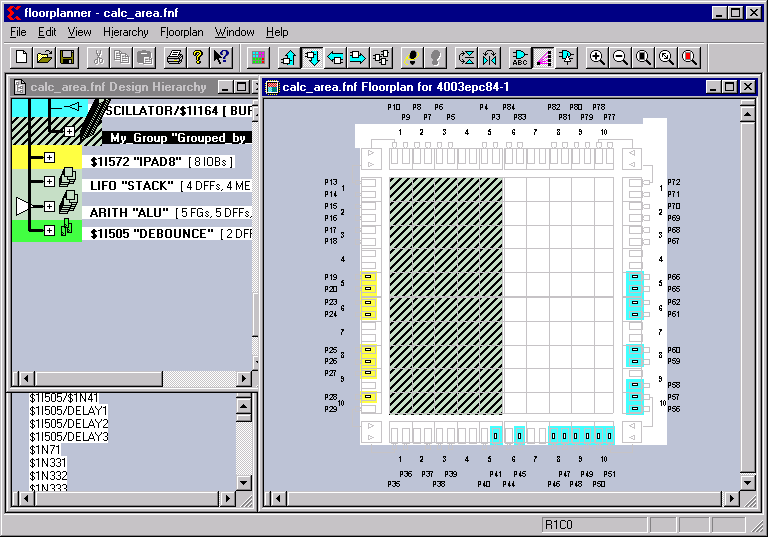 floorplanner - calc_area.fnf
File Edit View Hierarchy Floorplan Window Help
ABC
calc_area.fnf Design Hierarchy
SCILLATOR/$1I164 [ BUF
My_Group "Grouped_by_
$1I572 "IPAD8" [ 8 IOBs ]
LIFO "STACK" [ 4 DFFs, 4 ME
ARITH "ALU" [ 5 FGs, 5 DFFs,
$1I505 "DEBOUNCE" [ 2 DF
$1I505/$1N41
$1I505/DELAY1
$1I505/DELAY2
$1I505/DELAY3
$1N71
$1N331
$1N332
$1N333
calc_area.fnf Floorplan for 4003epc84-1
P10 P8 P6 P4 P84 P82 P80 P78
P9 P7 P5 P3 P83 P81 P79 P77
1 2 3 4 5 6 7 8 9 10
P13 1 1 P72
P14 P71
P15 P70
P16 2 2 P69
P17 3 3 P68
P18 P67
4 4
P19 5 5 P66
P20 P65
P23 6 6 P62
P24 P61
7 7
P25 8 8 P60
P26 P59
P27
9 9 P58
P28 P57
P29 10 10 P56
1 2 3 4 5 6 7 8 9 10
P36 P37 P39 P41 P45 P47 P49 P51
P35 P38 P40 P44 P46 P48 P50
R1C0